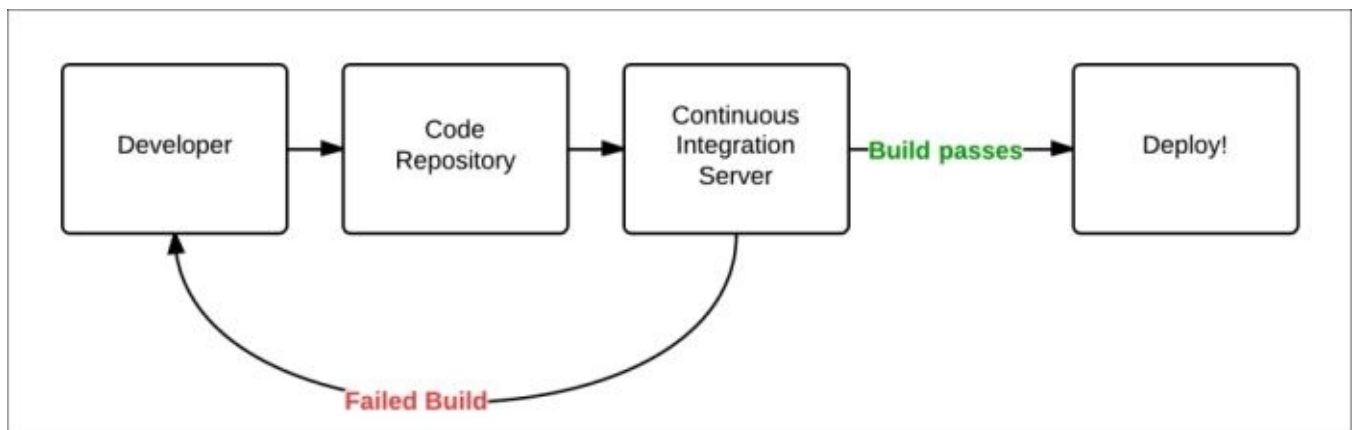 Developer
Code
Repository
Continuous
Integration
Server
Build passes
Deploy!
Failed Build